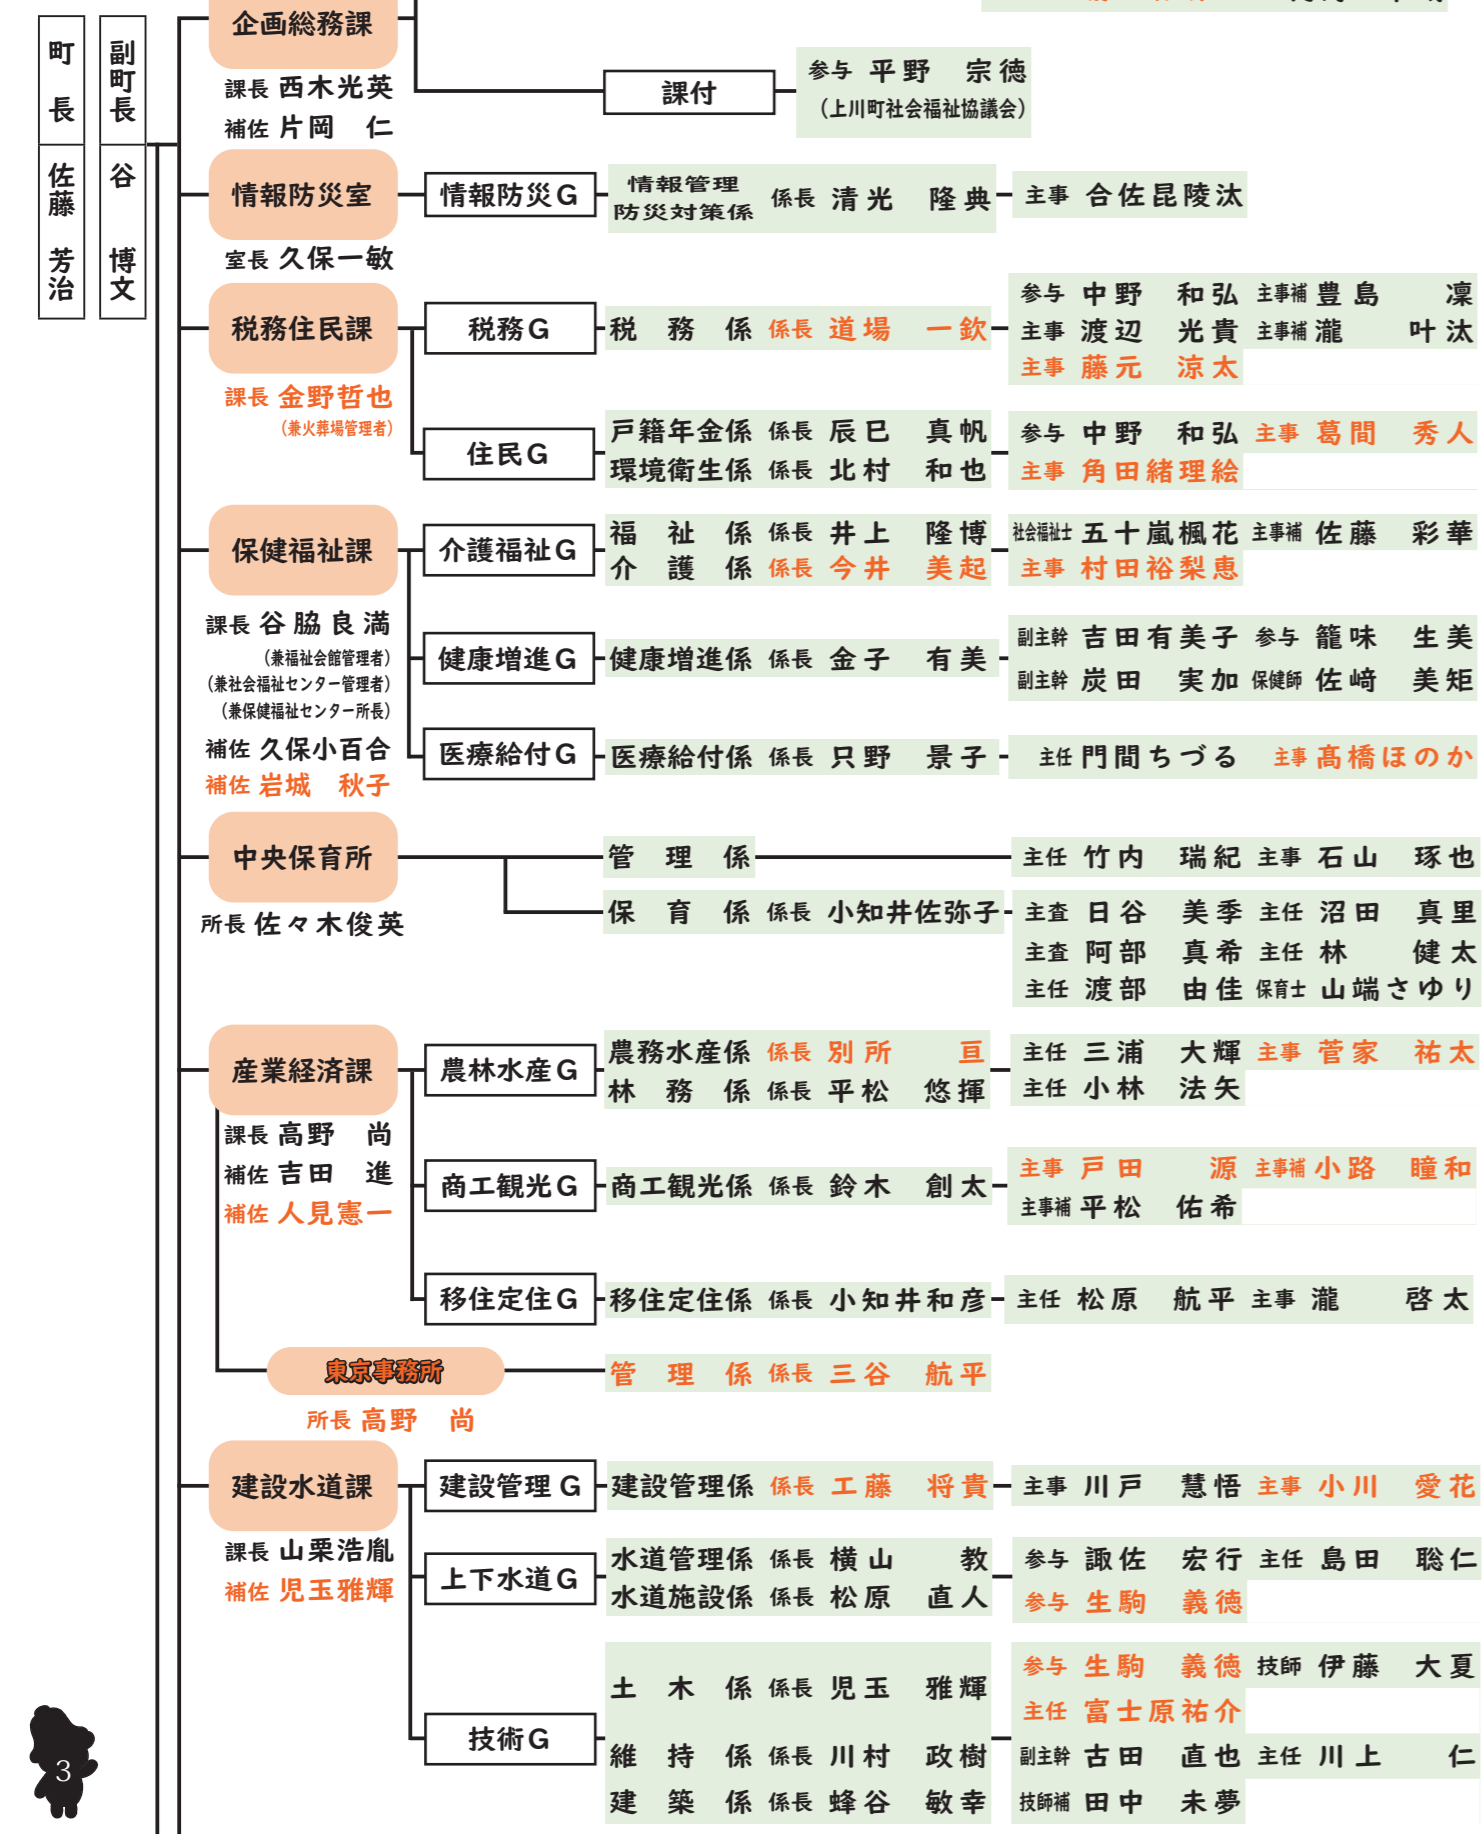 町長 佐藤 芳治
副町長 谷 博文
企画総務課
課長 西木光英
補佐 片岡 仁
課付
参与 平野 宗徳
（上川町社会福祉協議会）
情報防災室
室長 久保一敏
情報防災G
情報管理
防災対策係 係長 清光 隆典
主事 合佐昆陵汰
税務住民課
課長 金野哲也
（兼火葬場管理者）
税務G
税務係 係長 道場 一欽
参与 中野 和弘 主事補 豊島 凜
主事 渡辺 光貴 主事補 瀧 叶汰
主事 藤元 涼太
住民G
戸籍年金係 係長 辰巳 真帆
環境衛生係 係長 北村 和也
参与 中野 和弘 主事 葛間 秀人
主事 角田緒理絵
保健福祉課
課長 谷脇良満
（兼福祉会館管理者）
（兼社会福祉センター管理者）
（兼保健福祉センター所長）
補佐 久保小百合
補佐 岩城 秋子
介護福祉G
福祉係 係長 井上 隆博
介護係 係長 今井 美起
社会福祉士 五十嵐楓花 主事補 佐藤 彩華
主事 村田裕梨恵
健康増進G
健康増進係 係長 金子 有美
副主幹 吉田有美子 参与 籠味 生美
副主幹 炭田 実加 保健師 佐﨑 美矩
医療給付G
医療給付係 係長 只野 景子
主任 門間ちづる 主事 髙橋ほのか
中央保育所
所長 佐々木俊英
管理係
主任 竹内 瑞紀 主事 石山 琢也
保育係 係長 小知井佐弥子
主査 日谷 美季 主任 沼田 真里
主査 阿部 真希 主任 林 健太
主任 渡部 由佳 保育士 山端さゆり
産業経済課
課長 高野 尚
補佐 吉田 進
補佐 人見憲一
農林水産G
農務水産係 係長 別所 亘
林務係 係長 平松 悠揮
主任 三浦 大輝 主事 菅家 祐太
主任 小林 法矢
商工観光G
商工観光係 係長 鈴木 創太
主事 戸田 源 主事補 小路 瞳和
主事補 平松 佑希
移住定住G
移住定住係 係長 小知井和彦
主任 松原 航平 主事 瀧 啓太
東京事務所
所長 高野 尚
管理係 係長 三谷 航平
建設水道課
課長 山栗浩胤
補佐 児玉雅輝
建設管理G
建設管理係 係長 工藤 将貴
主事 川戸 慧悟 主事 小川 愛花
上下水道G
水道管理係 係長 横山 教
水道施設係 係長 松原 直人
参与 諏佐 宏行 主任 島田 聡仁
参与 生駒 義徳
技術G
土木係 係長 児玉 雅輝
維持係 係長 川村 政樹
建築係 係長 蜂谷 敏幸
参与 生駒 義徳 技師 伊藤 大夏
主任 富士原祐介
副主幹 古田 直也 主任 川上 仁
技師補 田中 未夢
3